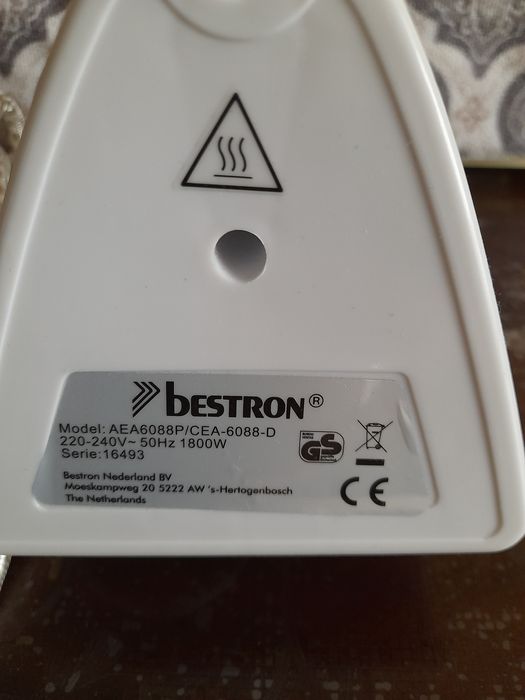 BESTRON®
Model: AEA6088P/CEA-6088-D
220-240V~ 50Hz 1800W
Serie:16493
GS
CE
Bestron Nederland BV
Moeskampweg 20 5222 AW 's-Hertogenbosch
The Netherlands